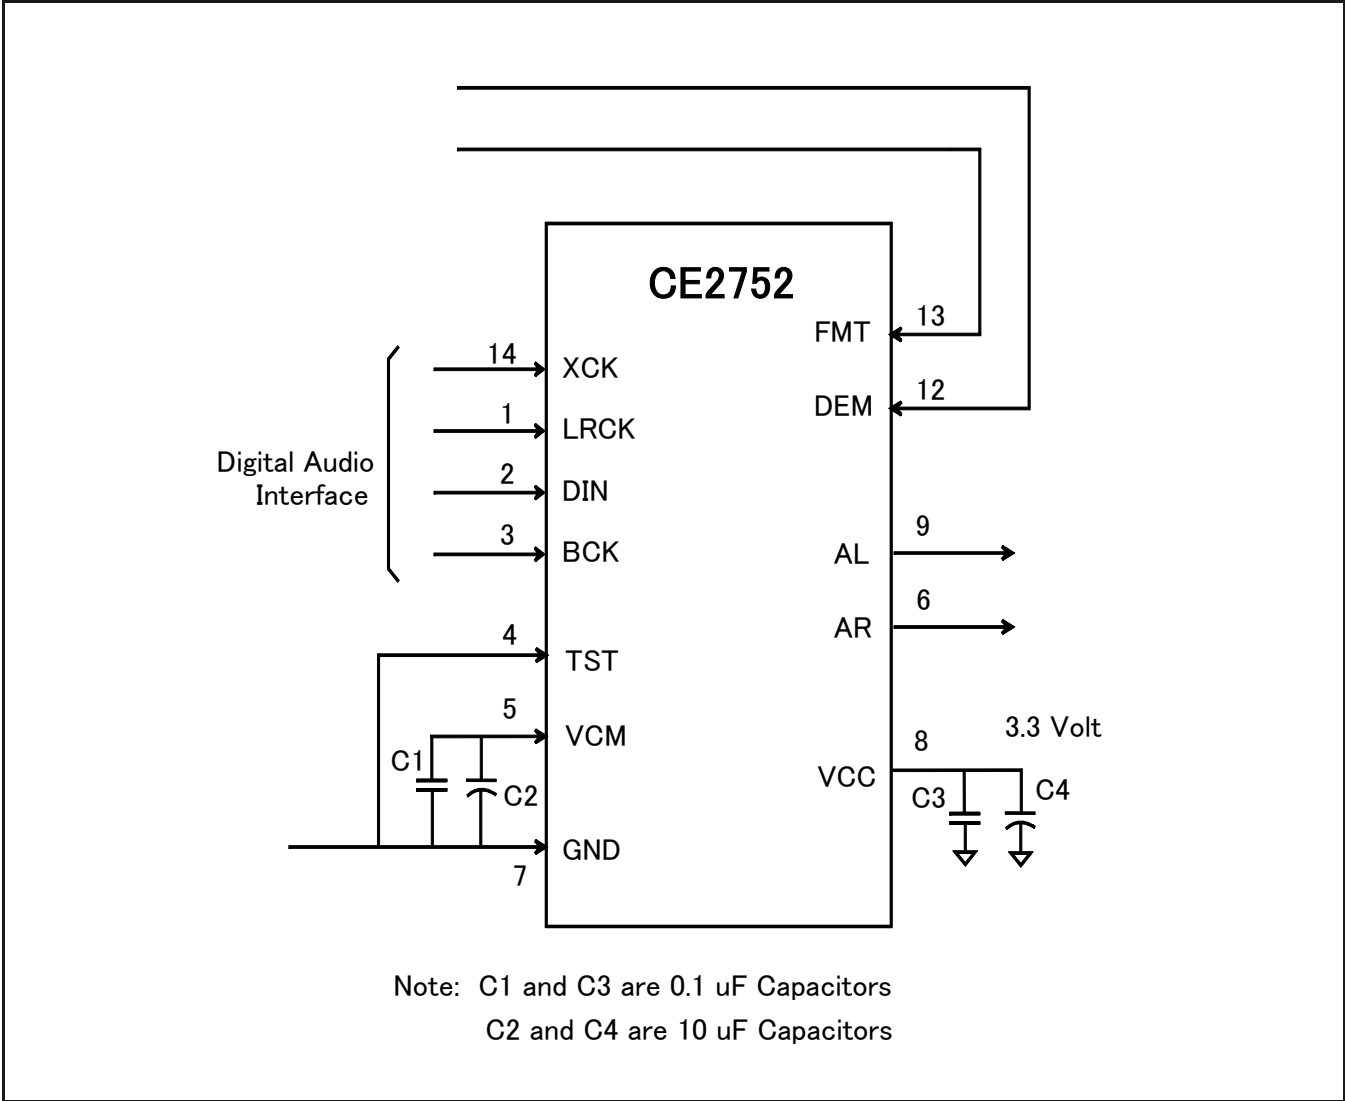 CE2752
FMT
13
DEM
12
14
XCK
1
LRCK
Digital Audio
Interface
2
DIN
3
BCK
9
AL
6
AR
4
TST
5
VCM
C1
C2
7
GND
8
VCC
3.3 Volt
C3
C4
Note: C1 and C3 are 0.1 uF Capacitors
C2 and C4 are 10 uF Capacitors